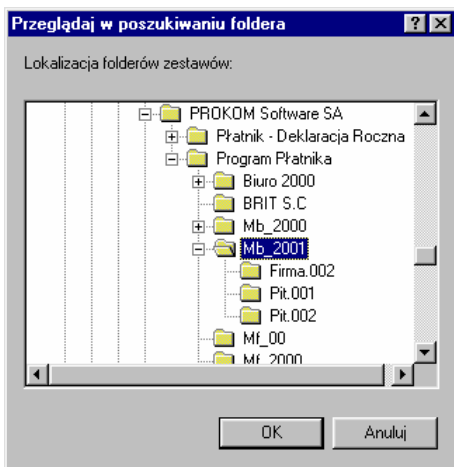 Przeglądaj w poszukiwaniu foldera
Lokalizacja folderów zestawów:
PROKOM Software SA
Płatnik - Deklaracja Roczna
Program Płatnika
Biuro 2000
BRIT S.C
Mb_2000
Mb_2001
Firma.002
Pit.001
Pit.002
Mf_00
Mf_2000
OK Anuluj